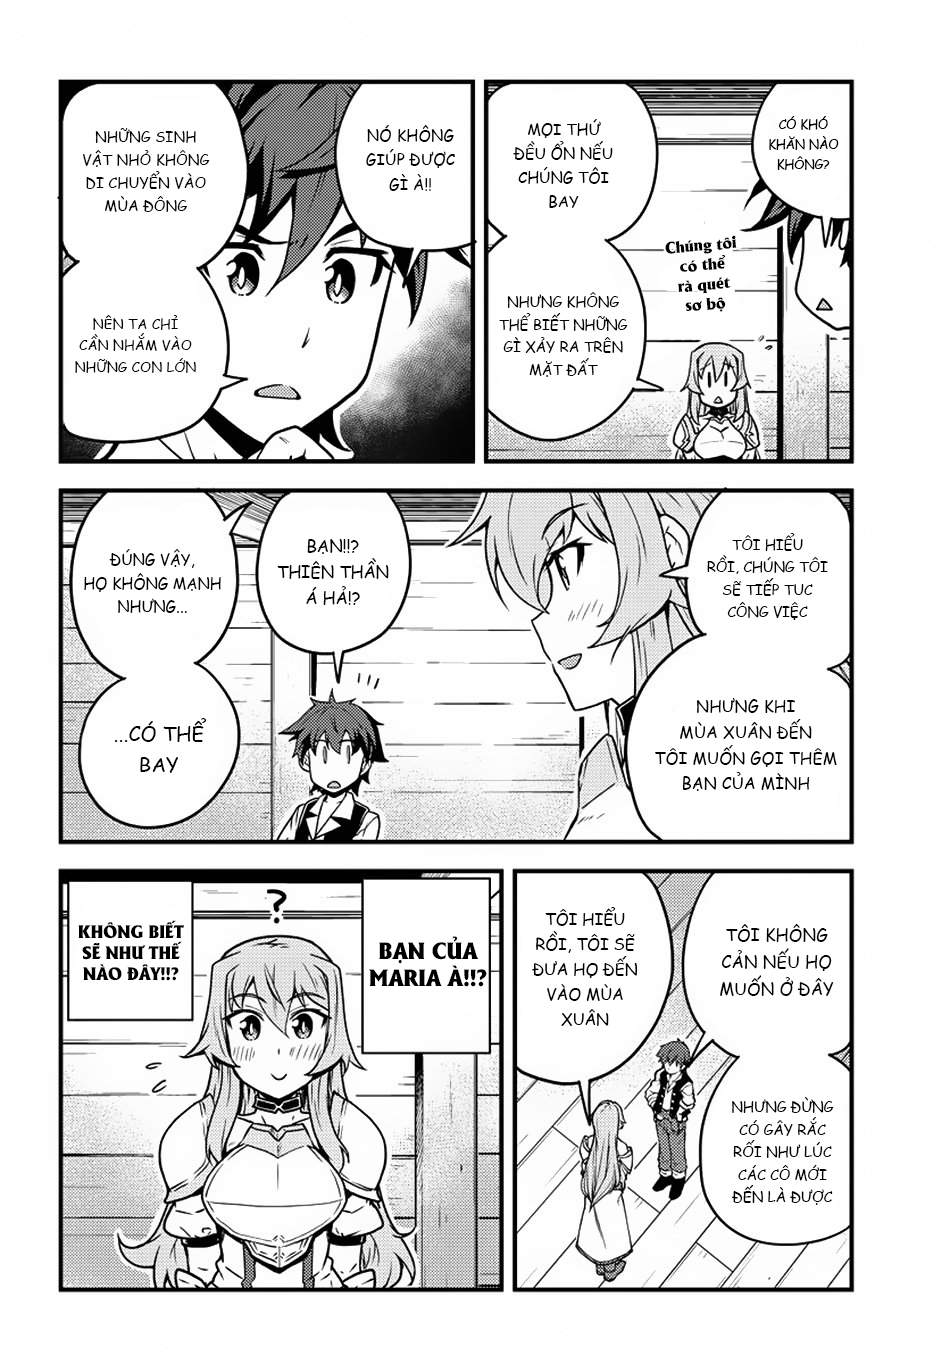 CÓ KHÓ
KHĂN NÀO
KHÔNG?
MỌI THỨ
ĐỀU ỔN NẾU
CHÚNG TÔI
BAY
Chúng tôi
có thể
rà quét
sơ bộ
NHƯNG KHÔNG
THỂ BIẾT NHỮNG
GÌ XẢY RA TRÊN
MẶT ĐẤT
NÓ KHÔNG
GIÚP ĐƯỢC
GÌ À!!
NHỮNG SINH
VẬT NHỎ KHÔNG
DI CHUYỂN VÀO
MÙA ĐÔNG
NÊN TA CHỈ
CẦN NHẮM VÀO
NHỮNG CON LỚN
TÔI HIỂU
RỒI, CHÚNG TÔI
SẼ TIẾP TỤC
CÔNG VIỆC
NHƯNG KHI
MÙA XUÂN ĐẾN
TÔI MUỐN GỌI THÊM
BẠN CỦA MÌNH
BẠN!!?
THIÊN THẦN
Á HẢ!?
ĐÚNG VẬY,
HỌ KHÔNG MẠNH
NHƯNG...
...CÓ THỂ
BAY
TÔI KHÔNG
CẢN NẾU HỌ
MUỐN Ở ĐÂY
NHƯNG ĐỪNG
CÓ GÂY RẮC
RỐI NHƯ LÚC
CÁC CÔ MỚI
ĐẾN LÀ ĐƯỢC
TÔI HIỂU
RỒI, TÔI SẼ
ĐƯA HỌ ĐẾN
VÀO MÙA
XUÂN
BẠN CỦA
MARIA À!!?
?
KHÔNG BIẾT
SẼ NHƯ THẾ
NÀO ĐÂY!!?